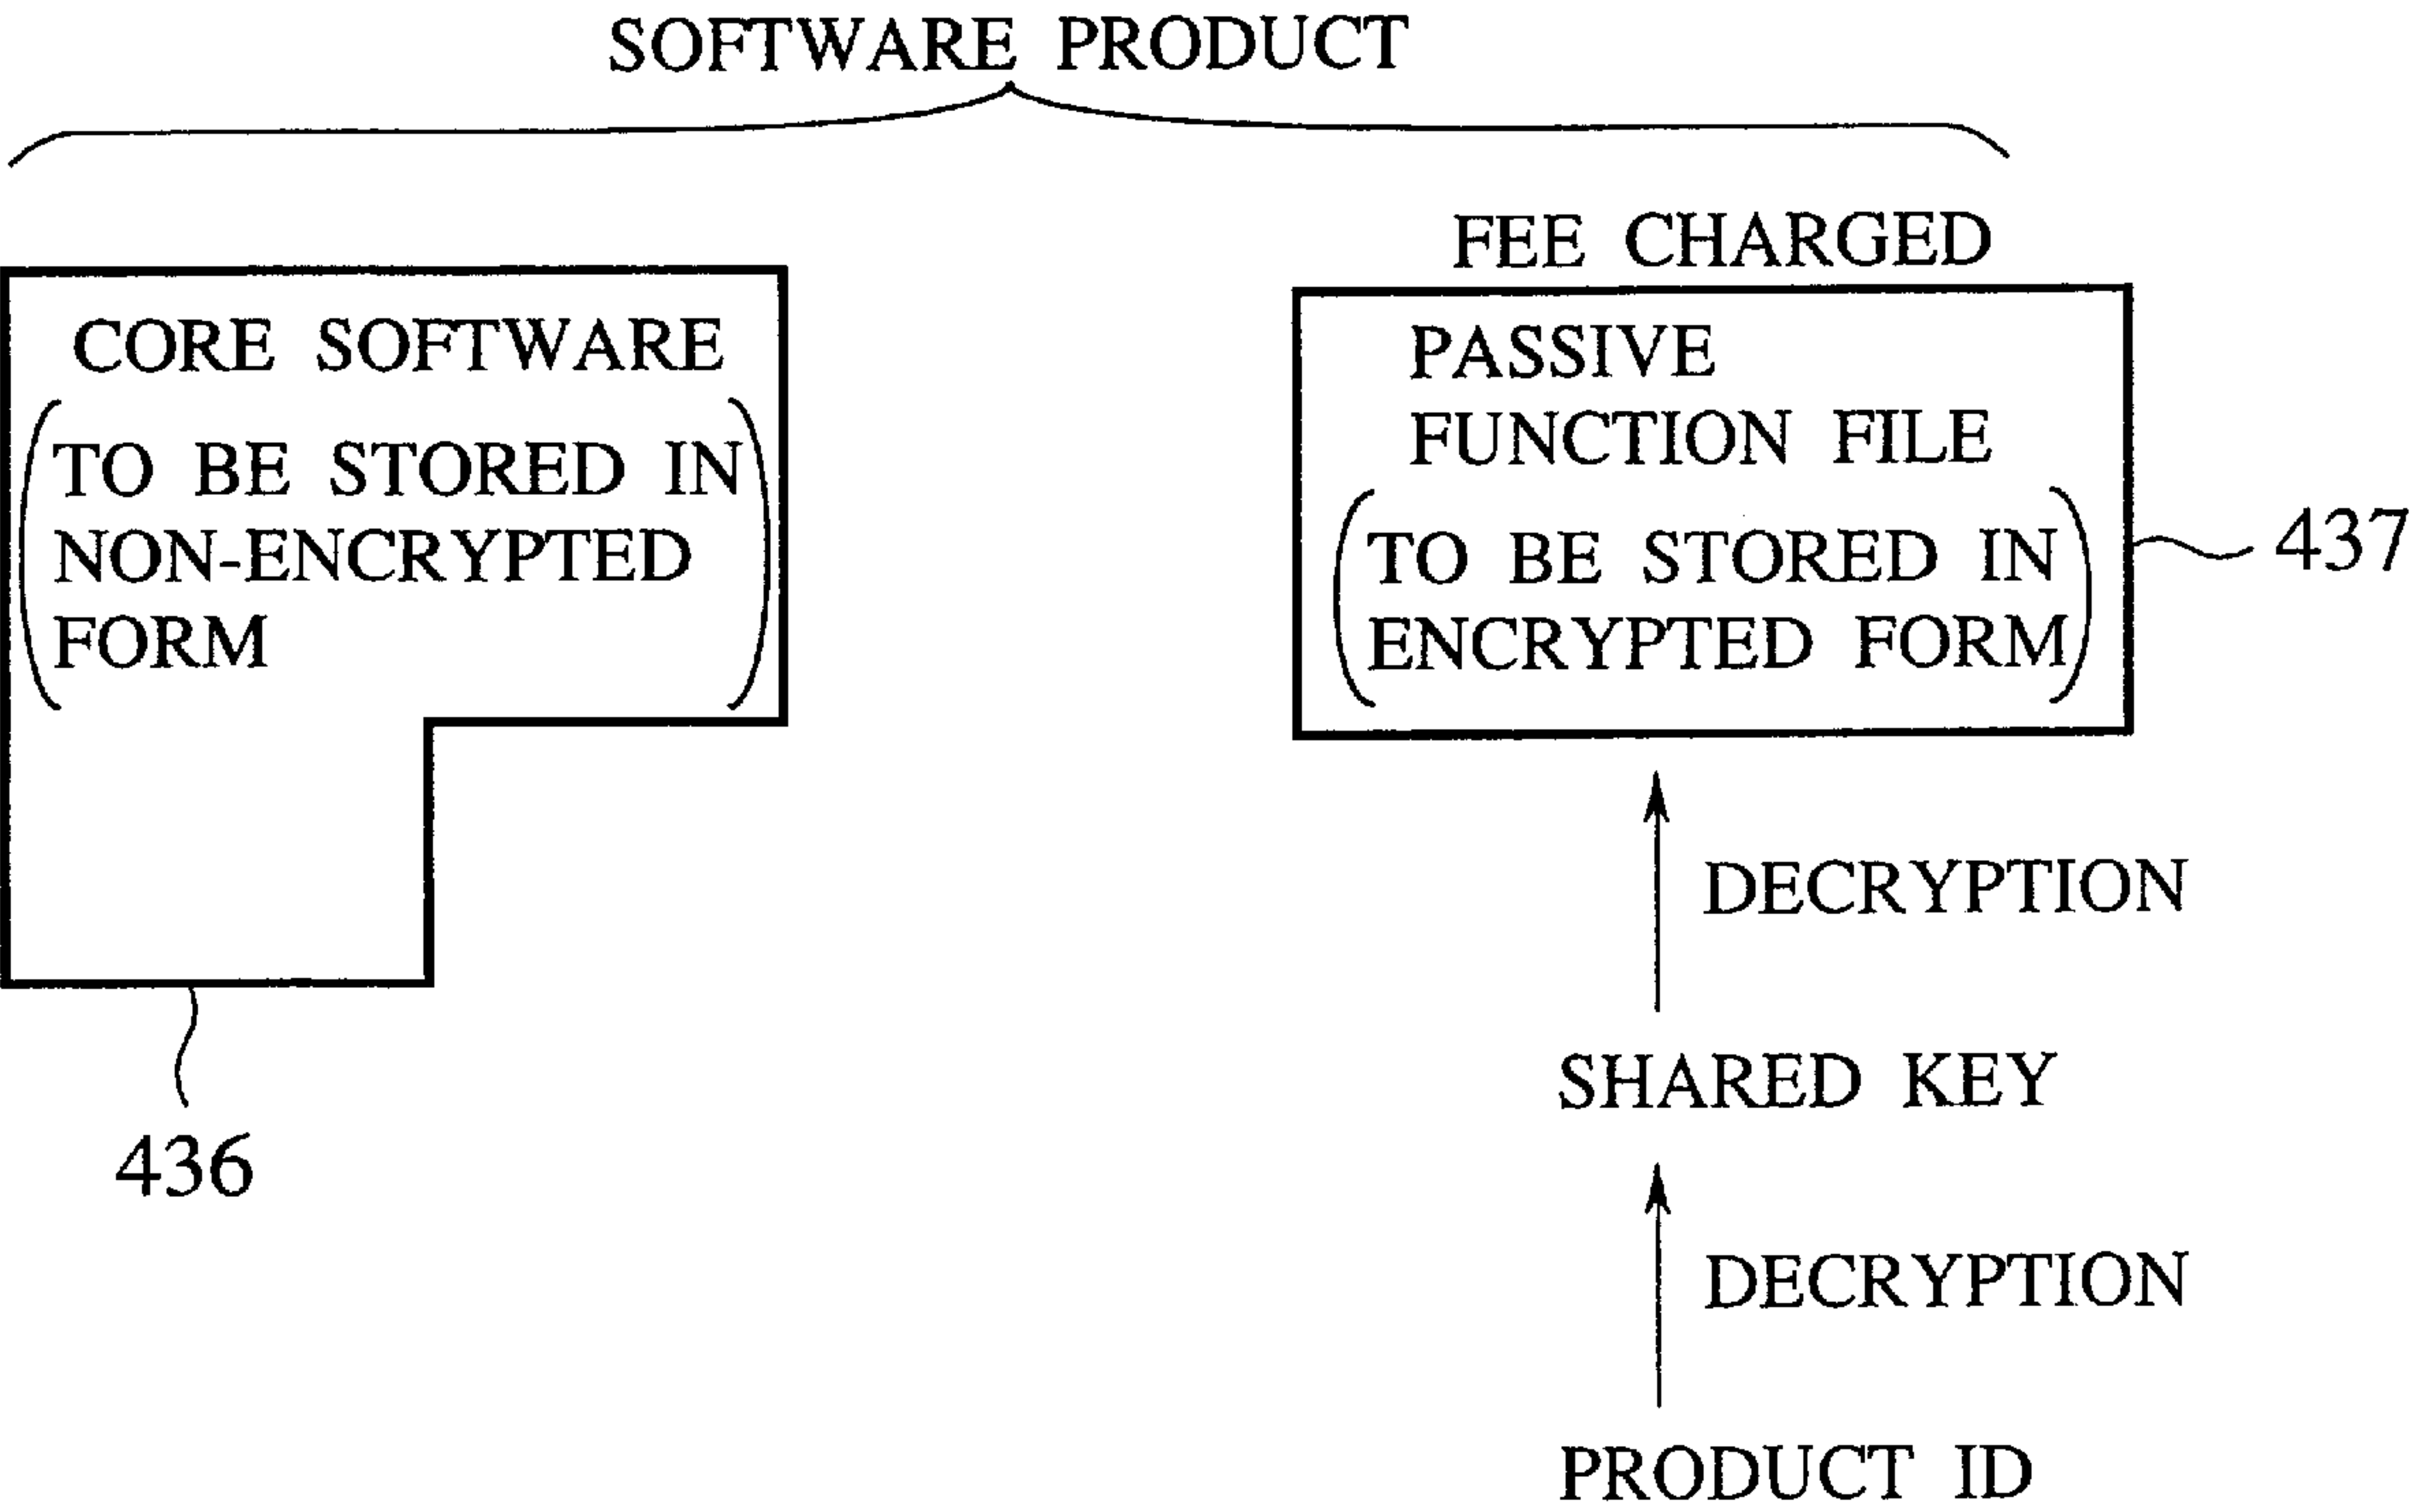 SOFTWARE PRODUCT
CORE SOFTWARE
TO BE STORED IN
NON-ENCRYPTED
FORM
436
FEE CHARGED
PASSIVE
FUNCTION FILE
TO BE STORED IN
ENCRYPTED FORM
437
DECRYPTION
SHARED KEY
DECRYPTION
PRODUCT ID